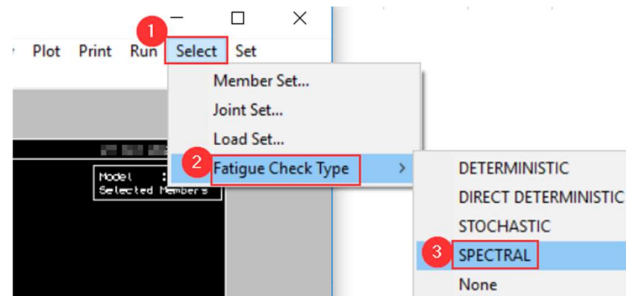 1
Plot Print Run Select Set
Member Set...
Joint Set...
Load Set...
2 Fatigue Check Type >
Model :
Selected Members
DETERMINISTIC
DIRECT DETERMINISTIC
STOCHASTIC
3 SPECTRAL
None